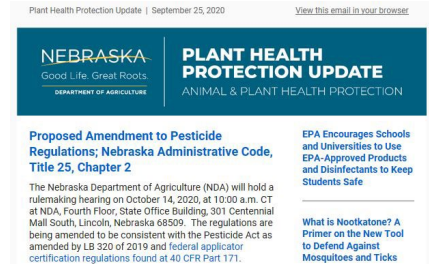 Plant Health Protection Update | September 25, 2020
View this email in your browser
NEBRASKA
Good Life. Great Roots.
DEPARTMENT OF AGRICULTURE
PLANT HEALTH
PROTECTION UPDATE
ANIMAL & PLANT HEALTH PROTECTION
Proposed Amendment to Pesticide
Regulations; Nebraska Administrative Code,
Title 25, Chapter 2
The Nebraska Department of Agriculture (NDA) will hold a
rulemaking hearing on October 14, 2020, at 10:00 a.m. CT
at NDA, Fourth Floor, State Office Building, 301 Centennial
Mall South, Lincoln, Nebraska 68509. The regulations are
being amended to be consistent with the Pesticide Act as
amended by LB 320 of 2019 and federal applicator
certification regulations found at 40 CFR Part 171.
EPA Encourages Schools
and Universities to Use
EPA-Approved Products
and Disinfectants to Keep
Students Safe
What is Nootkatone? A
Primer on the New Tool
to Defend Against
Mosquitoes and Ticks